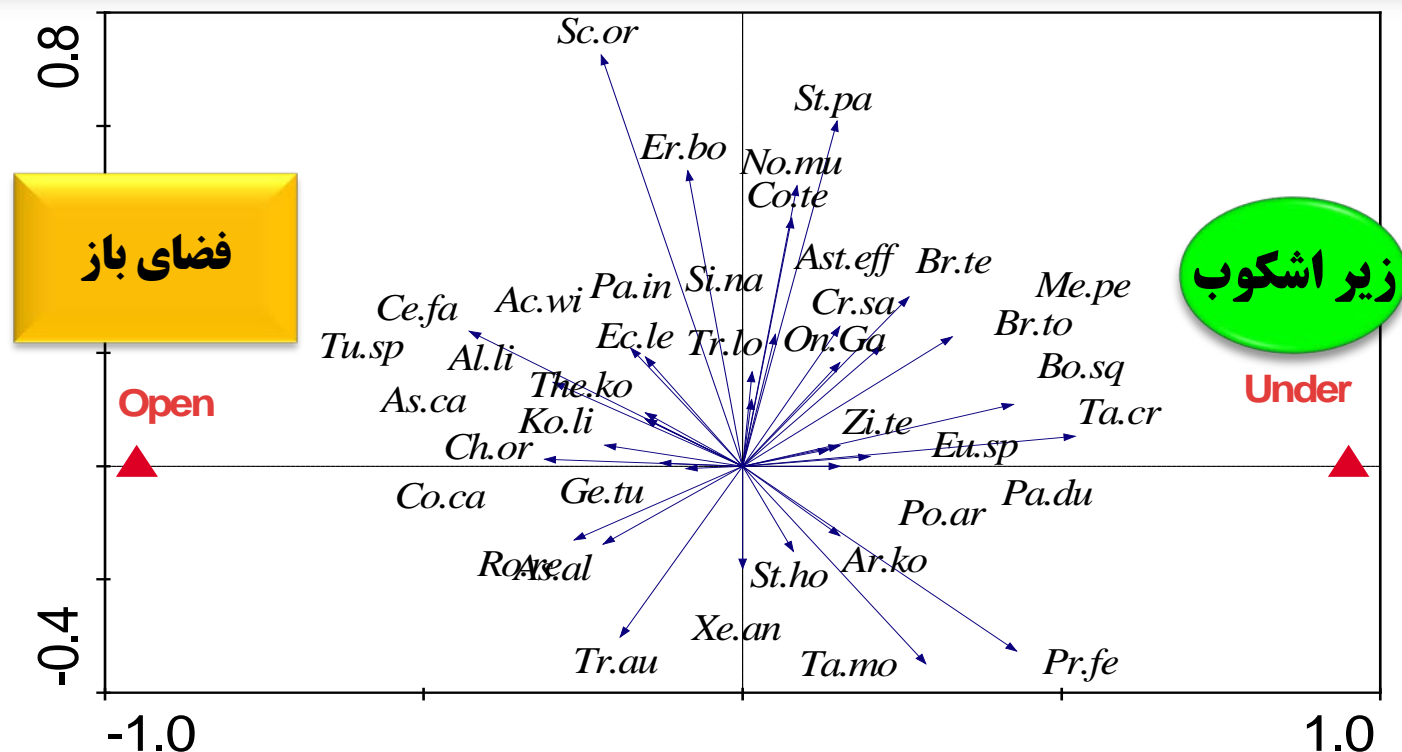 0.8
Sc.or
St.pa
Er.bo
No.mu
Co.te
Ast.eff
Br.te
Si.na
Pa.in
Me.pe
Ac.wi
Cr.sa
Ce.fa
Br.to
فضای باز
زیر اشکوب
Ec.le
Tr.lo
On.Ga
Tu.sp
Al.li
Bo.sq
The.ko
As.ca
Open
Under
Ta.cr
Ko.li
Zi.te
Ch.or
Eu.sp
Co.ca
Ge.tu
Pa.du
Po.ar
Ro.re
As.al
Ar.ko
St.ho
Xe.an
Tr.au
Ta.mo
Pr.fe
-0.4
-1.0
1.0